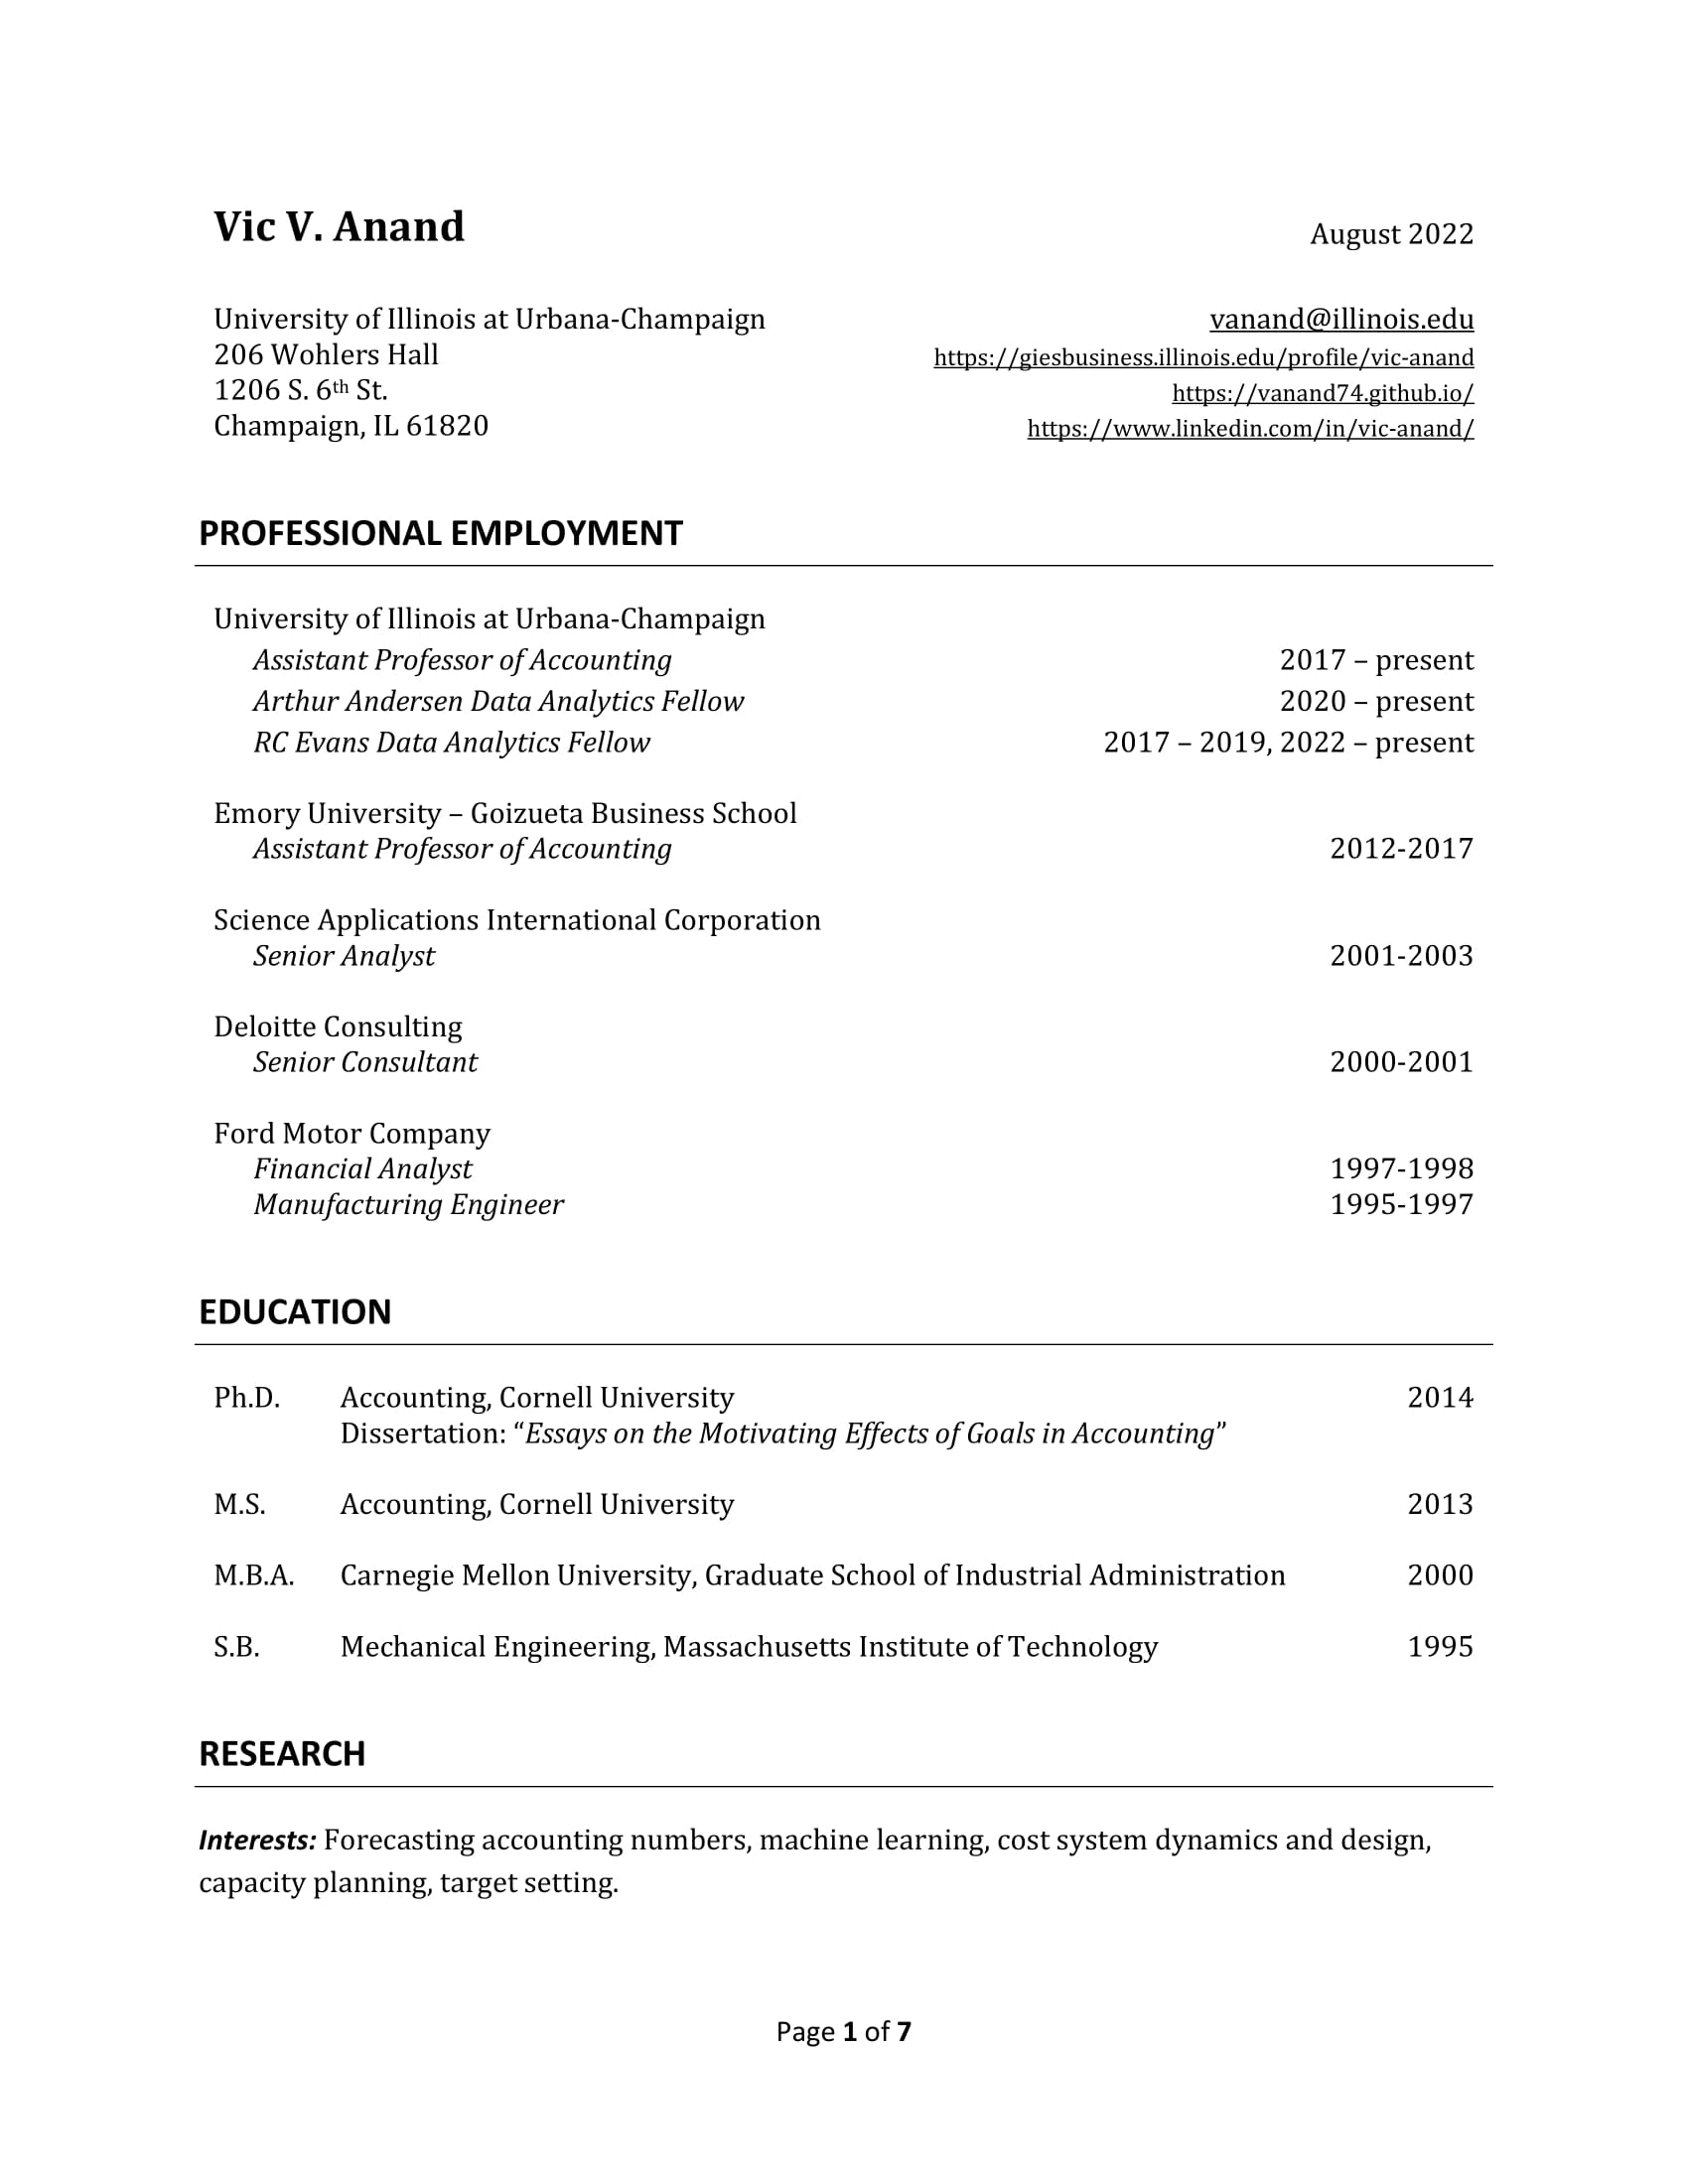 Vic V. Anand August 2022
University of Illinois at Urbana-Champaign vanand@illinois.edu
206 Wohlers Hall https://giesbusiness.illinois.edu/profile/vic-anand
1206 S. 6th St. https://vanand74.github.io/
Champaign, IL 61820 https://www.linkedin.com/in/vic-anand/
PROFESSIONAL EMPLOYMENT
University of Illinois at Urbana-Champaign
Assistant Professor of Accounting 2017 – present
Arthur Andersen Data Analytics Fellow 2020 – present
RC Evans Data Analytics Fellow 2017 – 2019, 2022 – present
Emory University – Goizueta Business School
Assistant Professor of Accounting 2012-2017
Science Applications International Corporation
Senior Analyst 2001-2003
Deloitte Consulting
Senior Consultant 2000-2001
Ford Motor Company
Financial Analyst 1997-1998
Manufacturing Engineer 1995-1997
EDUCATION
Ph.D. Accounting, Cornell University 2014
Dissertation: “Essays on the Motivating Effects of Goals in Accounting”
M.S. Accounting, Cornell University 2013
M.B.A. Carnegie Mellon University, Graduate School of Industrial Administration 2000
S.B. Mechanical Engineering, Massachusetts Institute of Technology 1995
RESEARCH
Interests: Forecasting accounting numbers, machine learning, cost system dynamics and design,
capacity planning, target setting.
Page 1 of 7